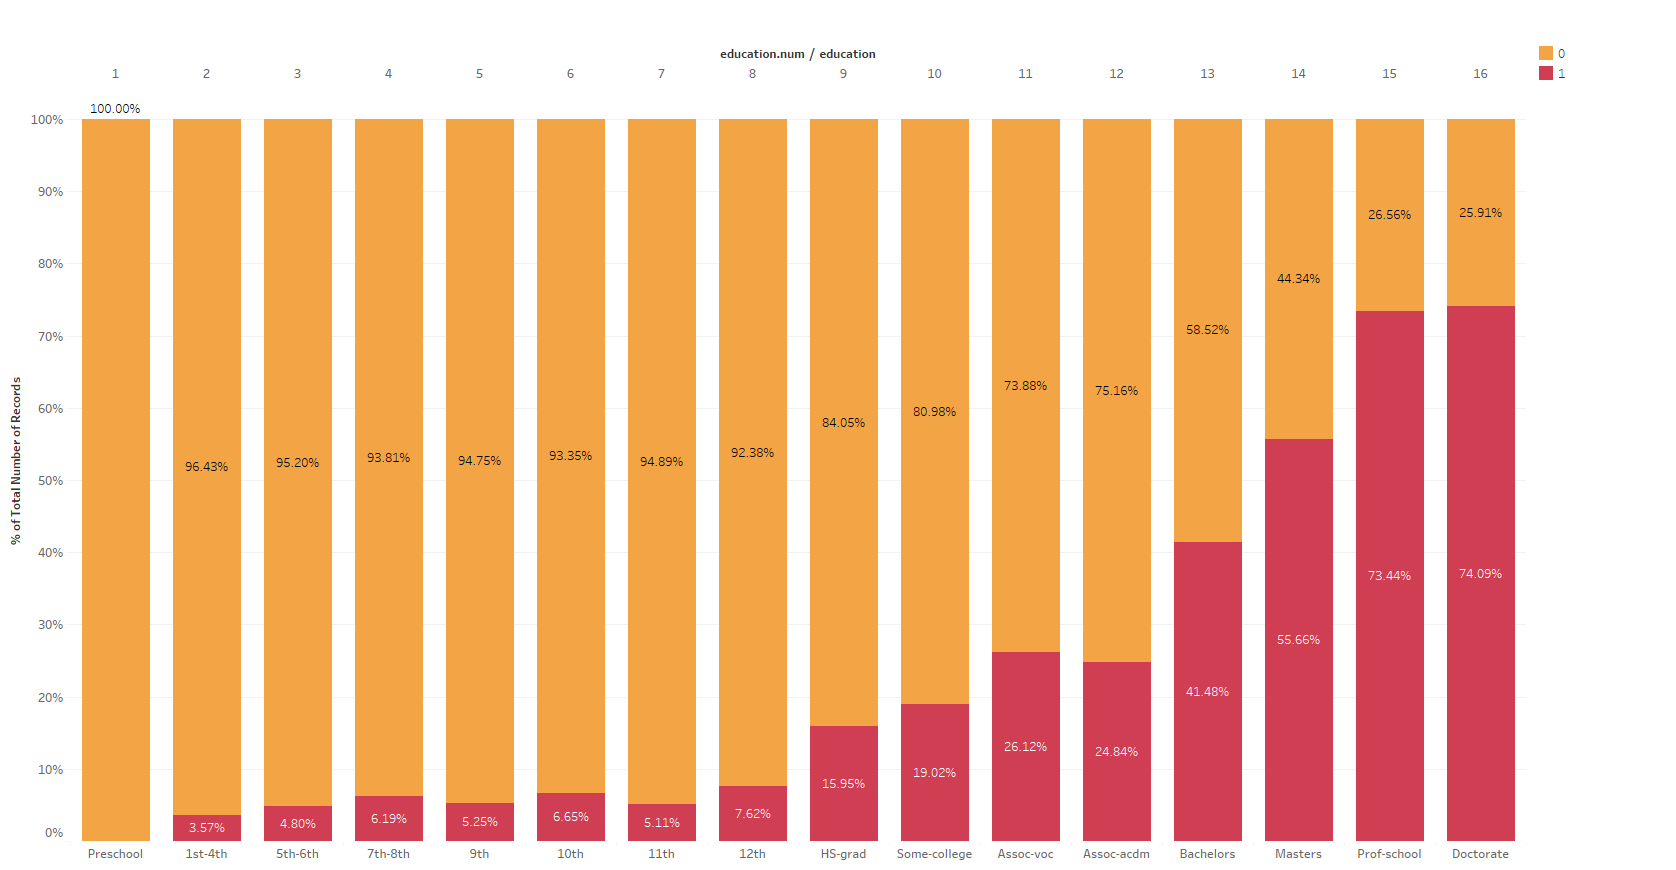 education.num / education
0
1
1 2 3 4 5 6 7 8 9 10 11 12 13 14 15 16
100.00%
100%
90%
80%
70%
60%
50%
40%
30%
20%
10%
0%
% of Total Number of Records
96.43% 95.20% 93.81% 94.75% 93.35% 94.89% 92.38% 84.05% 80.98% 73.88% 75.16% 58.52% 44.34% 26.56% 25.91%
3.57% 4.80% 6.19% 5.25% 6.65% 5.11% 7.62% 15.95% 19.02% 26.12% 24.84% 41.48% 55.66% 73.44% 74.09%
Preschool 1st-4th 5th-6th 7th-8th 9th 10th 11th 12th HS-grad Some-college Assoc-voc Assoc-acdm Bachelors Masters Prof-school Doctorate